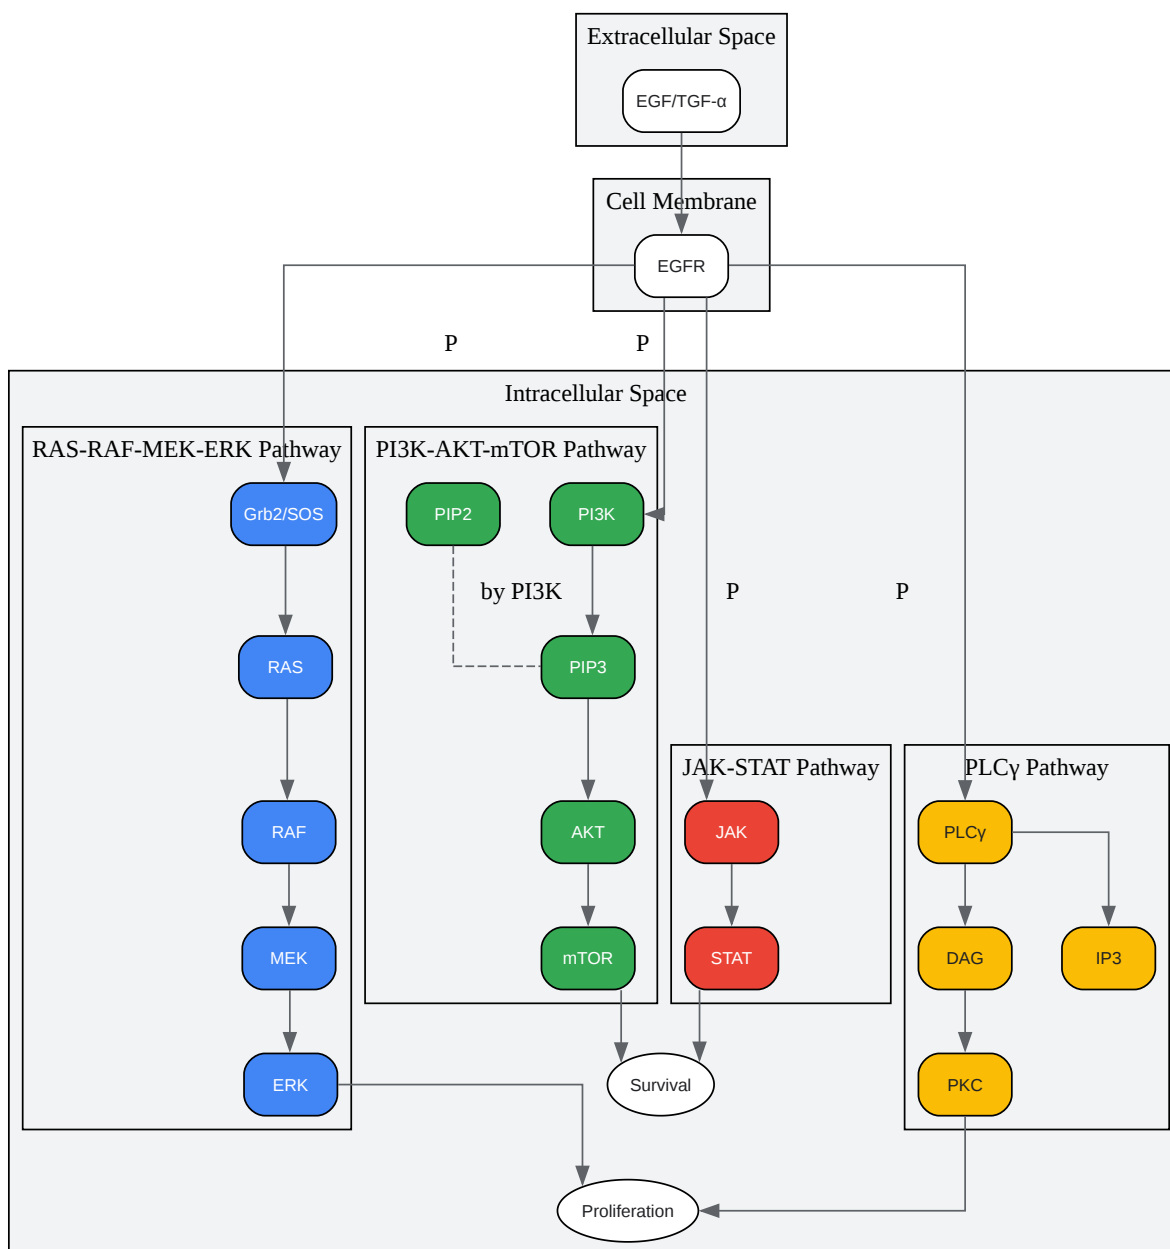 Extracellular Space
EGF/TGF-α
Cell Membrane
EGFR
P
P
Intracellular Space
RAS-RAF-MEK-ERK Pathway
PI3K-AKT-mTOR Pathway
Grb2/SOS
PIP2
PI3K
by PI3K
P
P
RAS
PIP3
JAK-STAT Pathway
PLCγ Pathway
RAF
AKT
JAK
PLCγ
MEK
mTOR
STAT
DAG
IP3
ERK
Survival
PKC
Proliferation